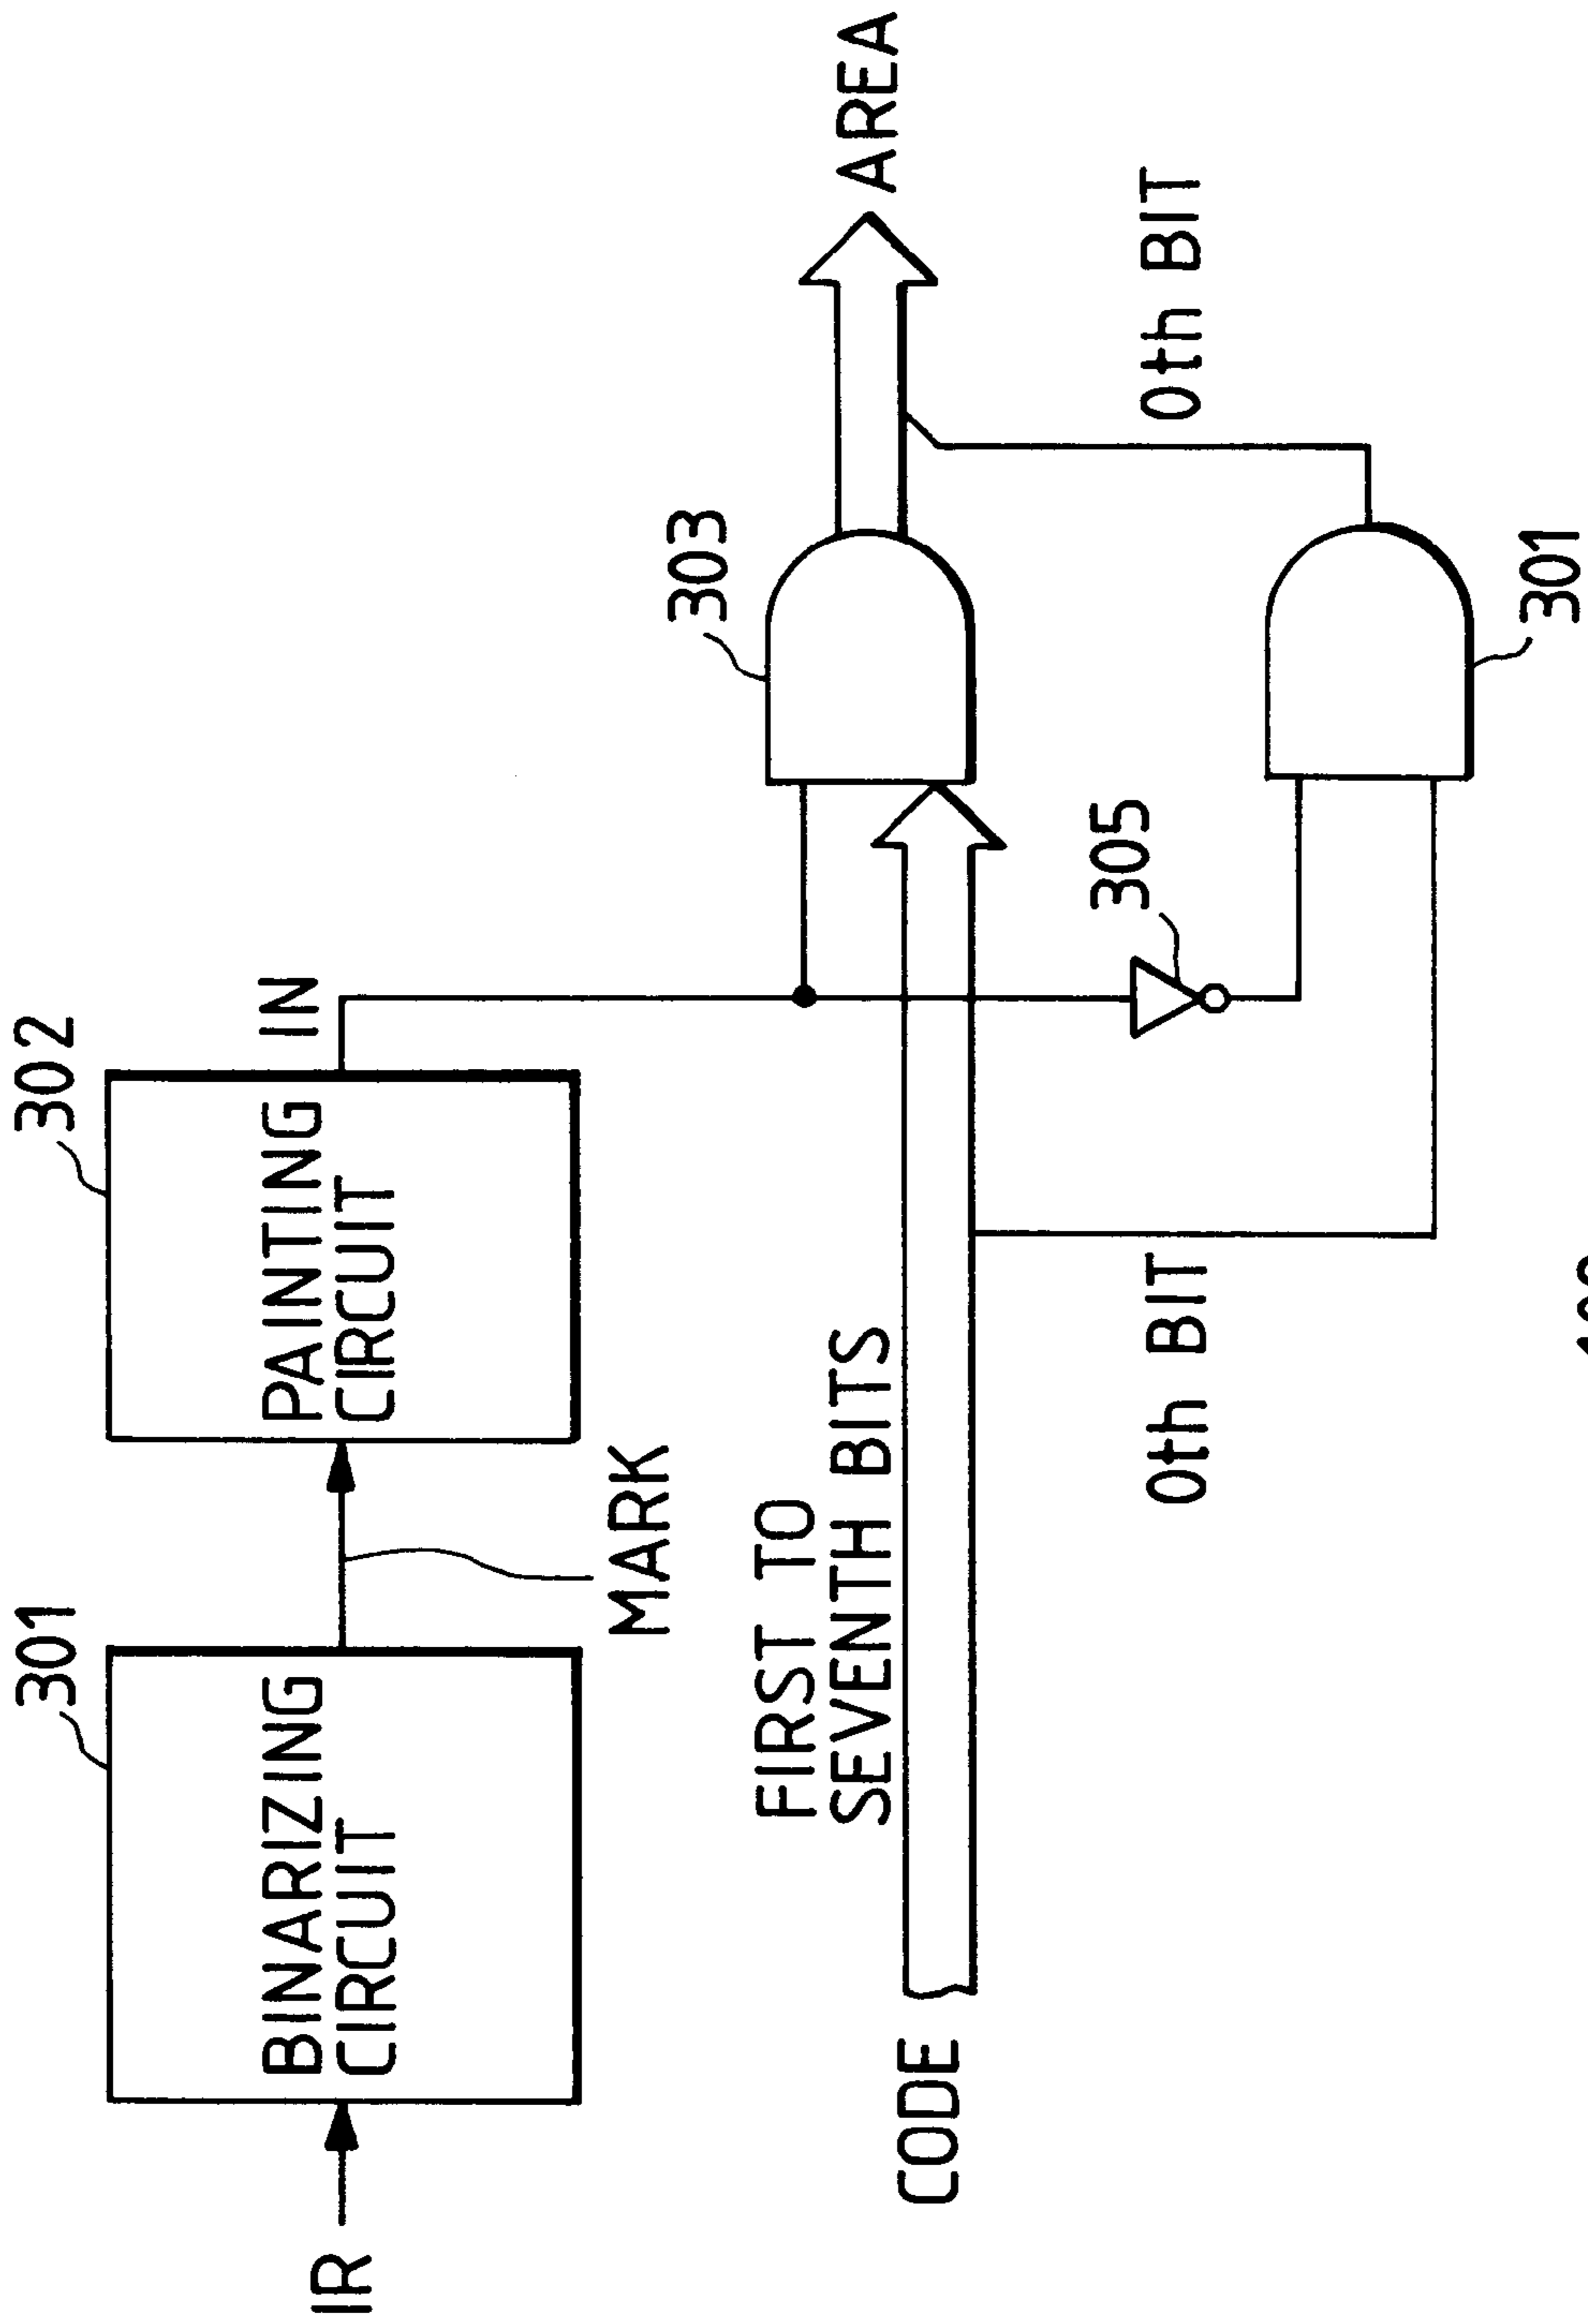 301
302
BINARIZING
CIRCUIT
PAINTING
CIRCUIT
IR
IN
MARK
303
FIRST TO
SEVENTH BITS
CODE
AREA
305
0th BIT
0th BIT
301